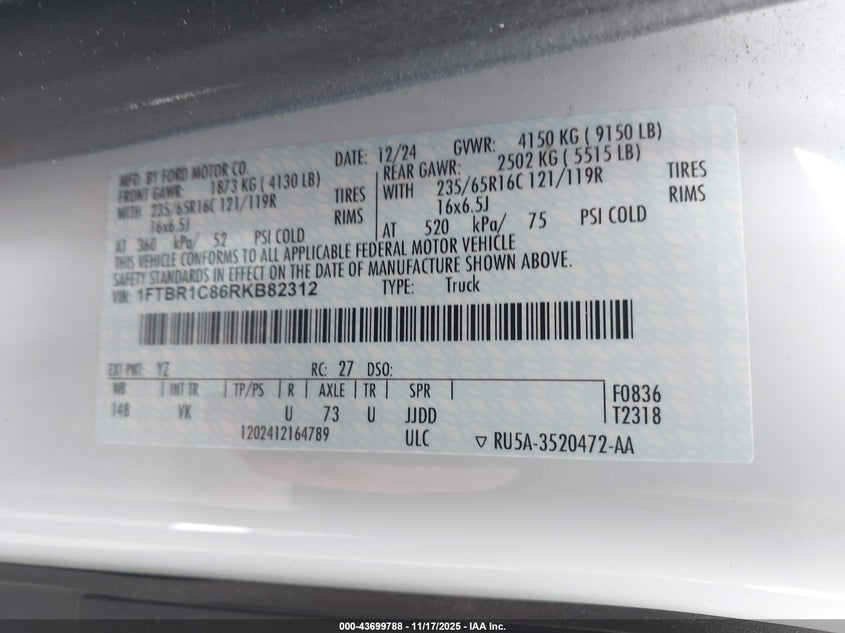 MFD. BY FORD MOTOR CO. DATE: 12/24 GVWR: 4150 KG ( 9150 LB)
FRONT GAWR: 1873 KG ( 4130 LB) REAR GAWR: 2502 KG ( 5515 LB)
WITH 235/65R16C 121/119R TIRES WITH 235/65R16C 121/119R TIRES
16x6.5J RIMS 16x6.5J RIMS
AT 360 kPa/ 52 PSI COLD AT 520 kPa/ 75 PSI COLD
THIS VEHICLE CONFORMS TO ALL APPLICABLE FEDERAL MOTOR VEHICLE
SAFETY STANDARDS IN EFFECT ON THE DATE OF MANUFACTURE SHOWN ABOVE.
VIN: 1FTBR1C86RKB82312 TYPE: Truck
EXT PNT: YZ RC: 27 DSO:
WB INT TR TP/PS R AXLE TR SPR F0836
148 VK U 73 U JJDD T2318
1202412164789 ULC ▽ RU5A-3520472-AA
000-43699788 - 11/17/2025 - IAA Inc.